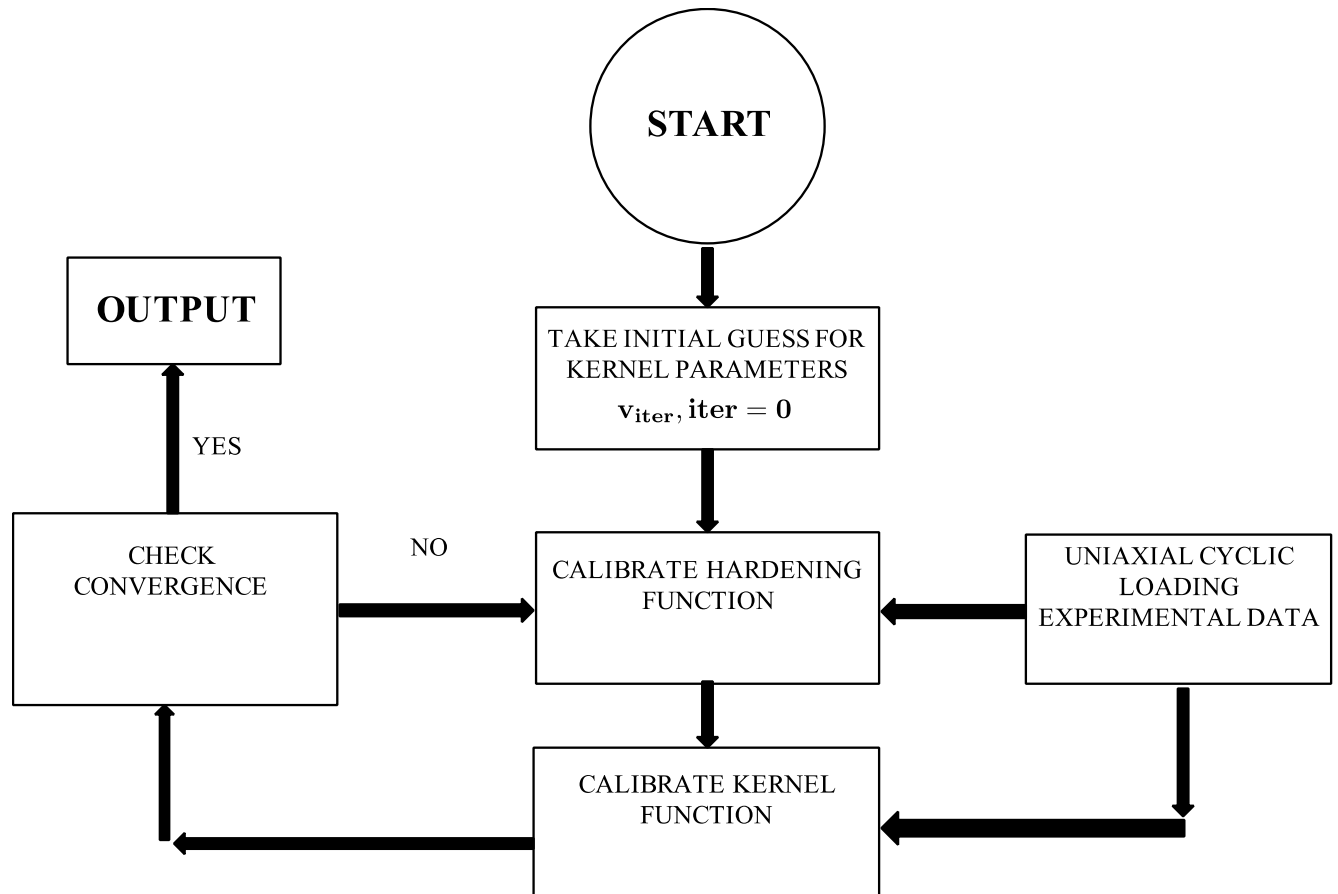 START
TAKE INITIAL GUESS FOR
KERNEL PARAMETERS
v_iter, iter = 0
OUTPUT
YES
CHECK
CONVERGENCE
NO
CALIBRATE HARDENING
FUNCTION
UNIAXIAL CYCLIC
LOADING
EXPERIMENTAL DATA
CALIBRATE KERNEL
FUNCTION